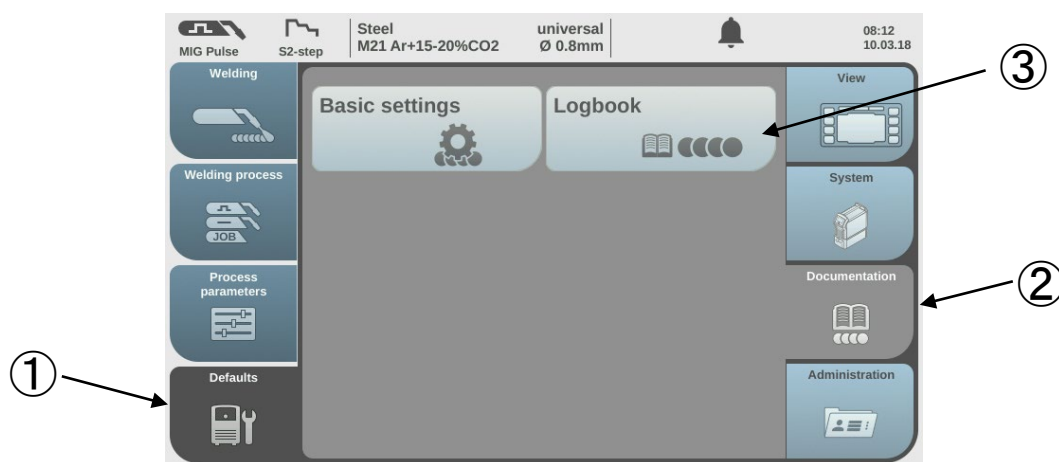 MIG Pulse
S2-step
Steel
M21 Ar+15-20%CO2
universal
Ø 0.8mm
08:12
10.03.18
Welding
Welding process
JOB
Process
parameters
Defaults
Basic settings
Logbook
View
System
Documentation
Administration
①
②
③